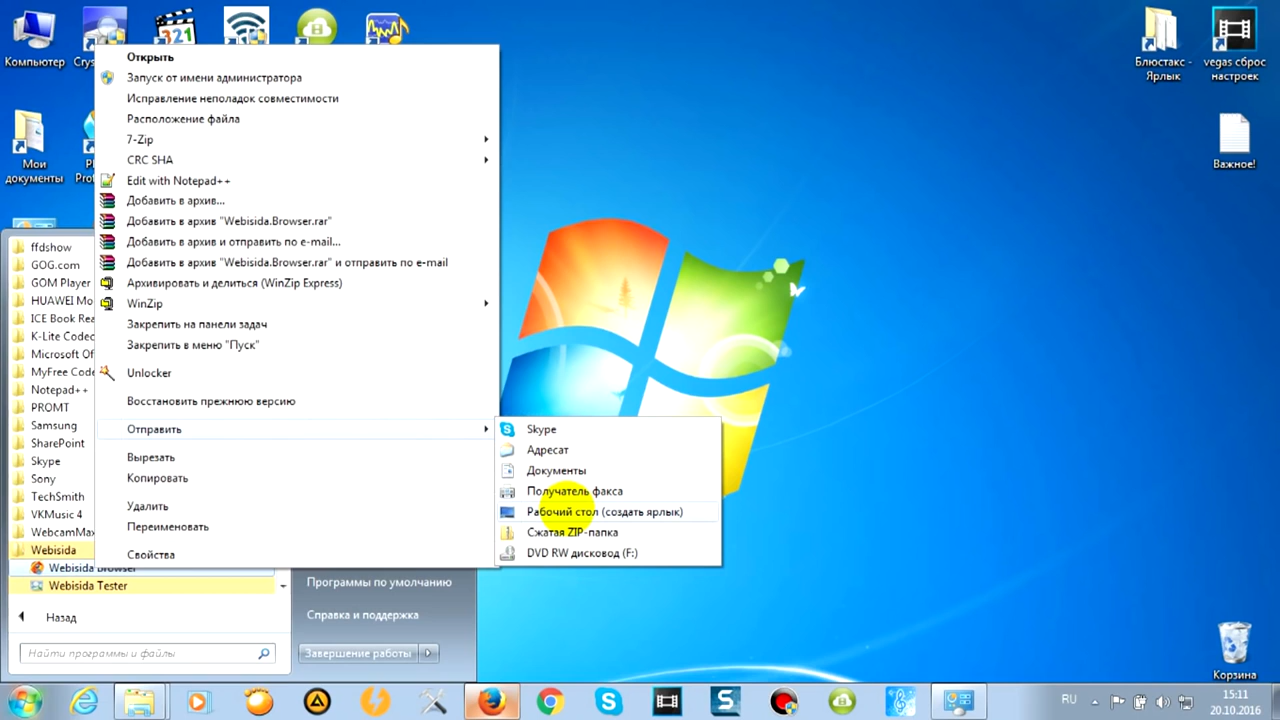 Компьютер
Блюстакс -
Ярлык
vegas сброс
настроек
Мои
документы
Важное!
Открыть
Запуск от имени администратора
Исправление неполадок совместимости
Расположение файла
7-Zip
CRC SHA
Edit with Notepad++
Добавить в архив...
Добавить в архив "Webisida.Browser.rar"
Добавить в архив и отправить по e-mail...
Добавить в архив "Webisida.Browser.rar" и отправить по e-mail
Архивировать и делиться (WinZip Express)
WinZip
Закрепить на панели задач
Закрепить в меню "Пуск"
Unlocker
Восстановить прежнюю версию
Отправить
Вырезать
Копировать
Удалить
Переименовать
Свойства
Skype
Адресат
Документы
Получатель факса
Рабочий стол (создать ярлык)
Сжатая ZIP-папка
DVD RW дисковод (F:)
ffdshow
GOG.com
GOM Player
HUAWEI Mo
ICE Book Rea
K-Lite Codec
Microsoft Of
MyFree Code
Notepad++
PROMT
Samsung
SharePoint
Skype
Sony
TechSmith
VKMusic 4
WebcamMax
Webisida
Webisida Browser
Webisida Tester
Назад
Найти программы и файлы
Программы по умолчанию
Справка и поддержка
Завершение работы
Корзина
RU
15:11
20.10.2016